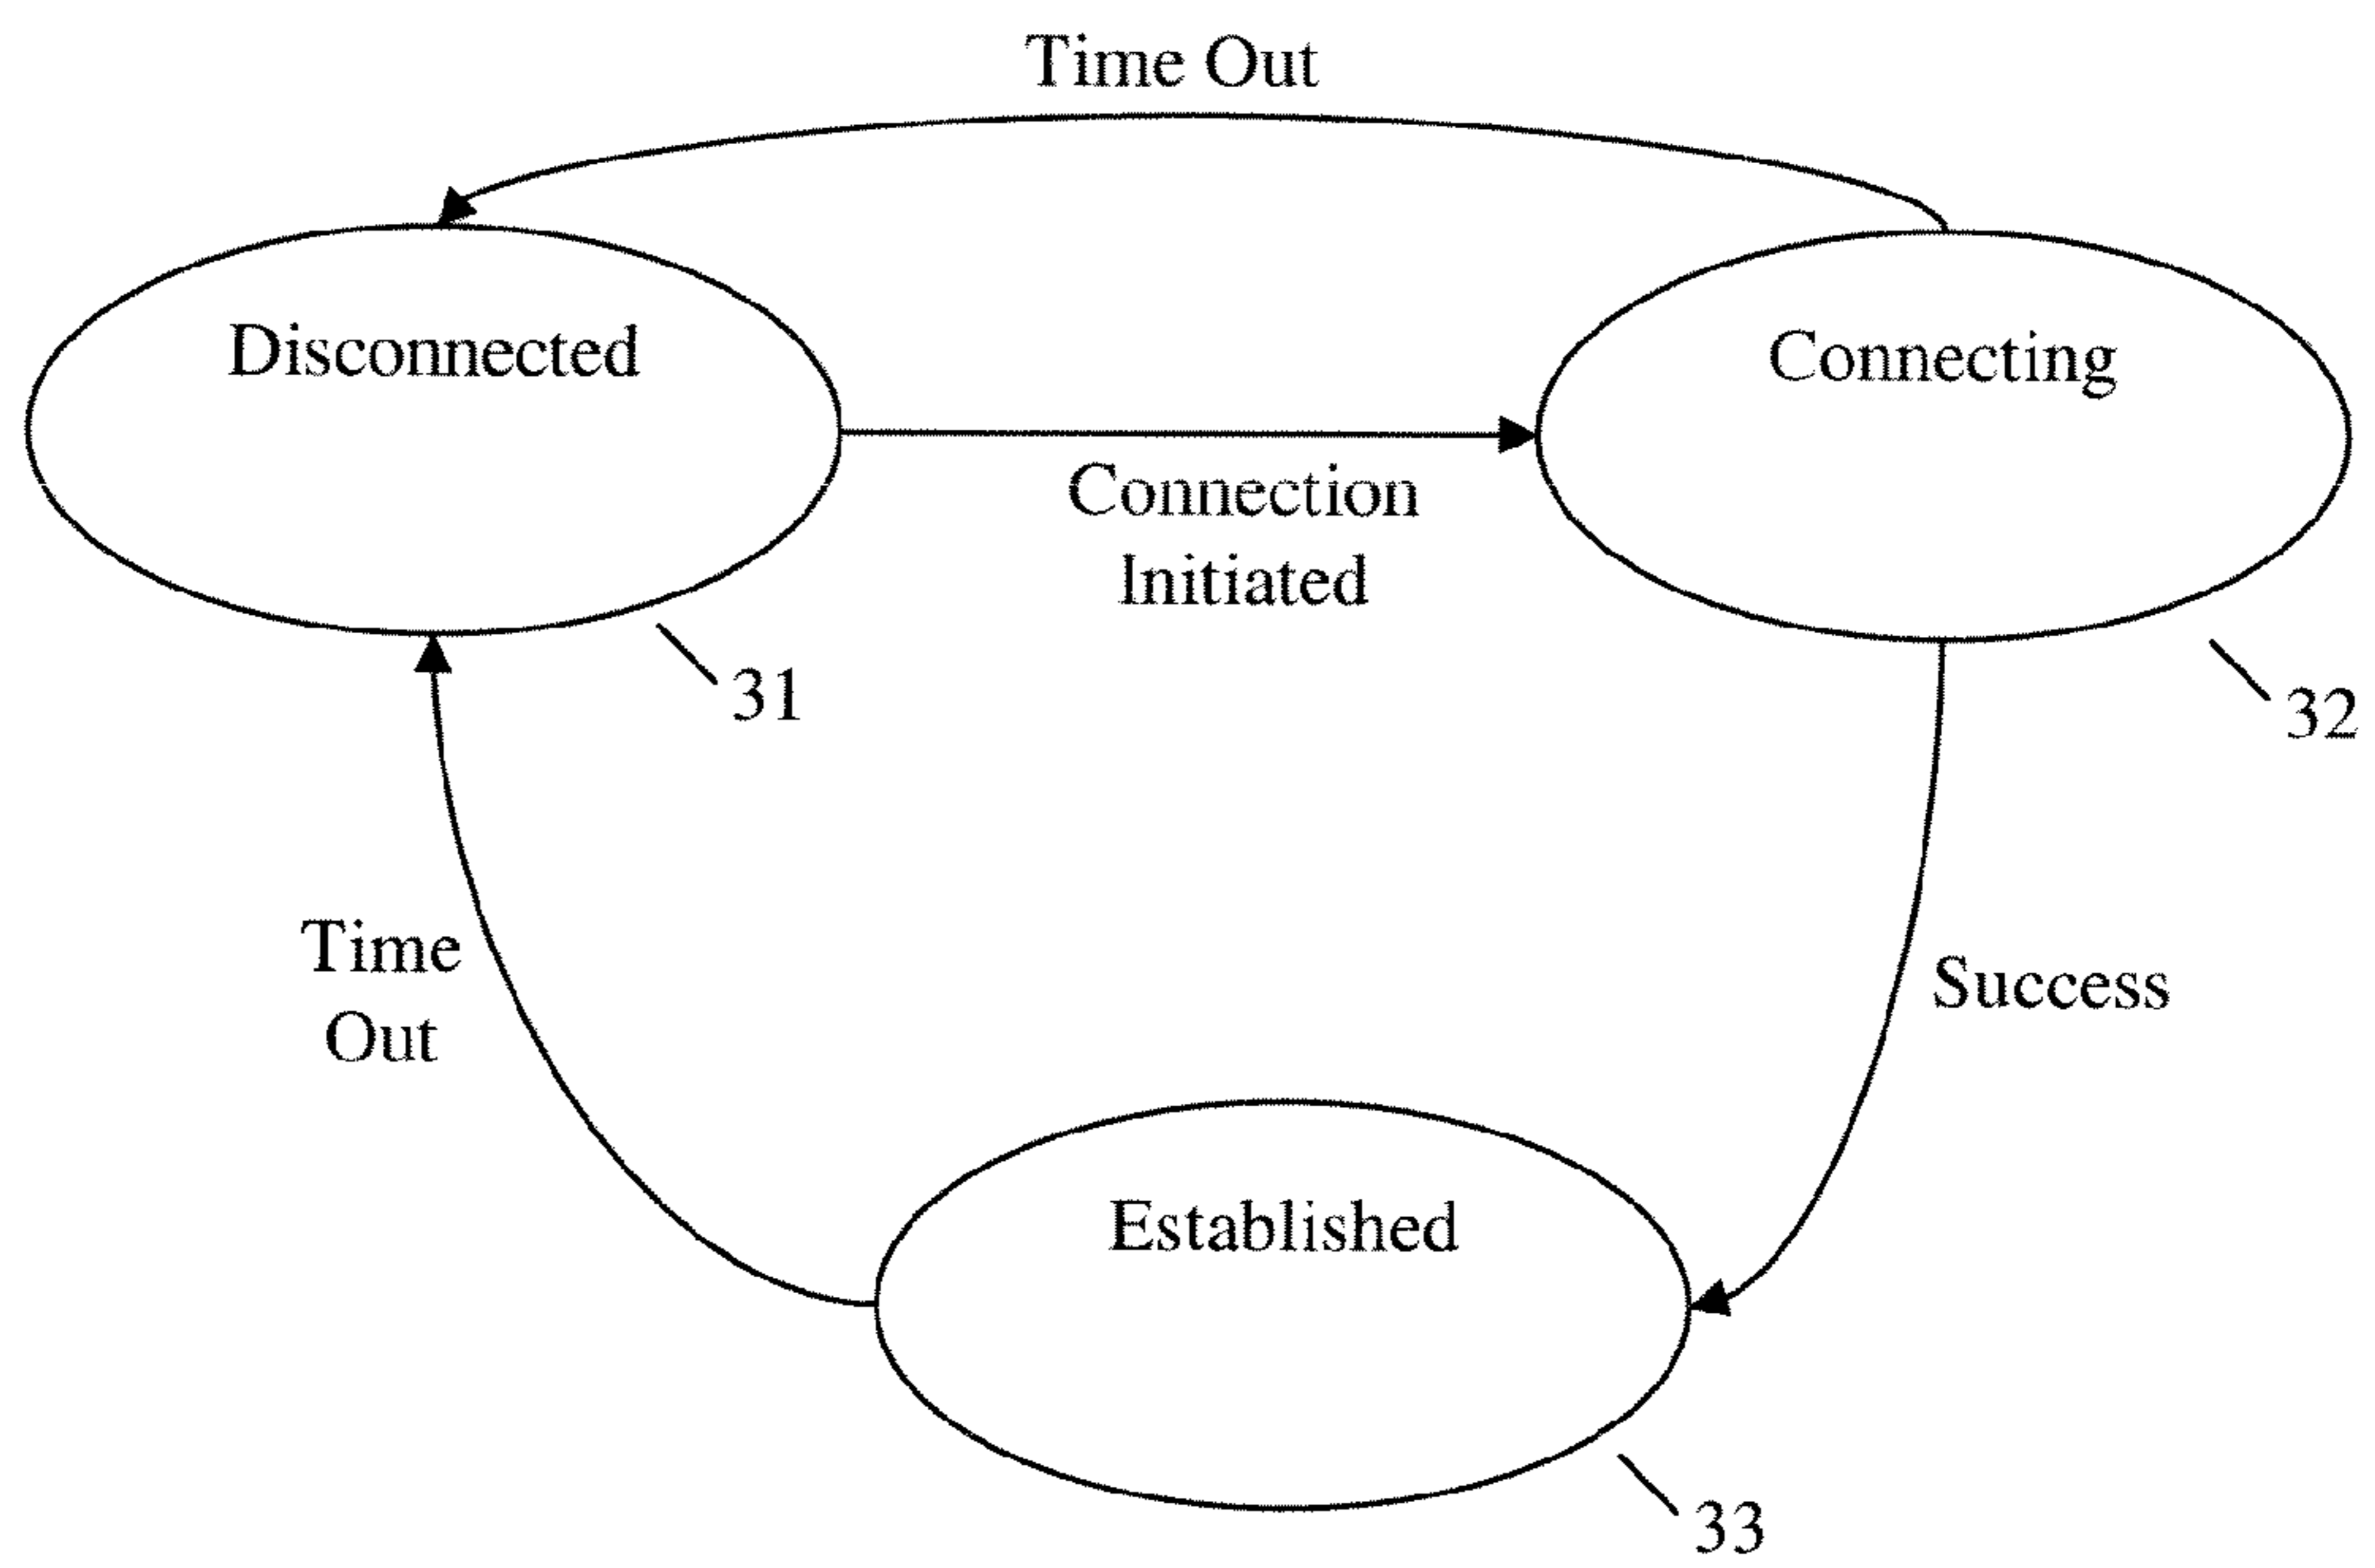 Time Out
Disconnected
Connecting
Connection
Initiated
31
32
Time
Out
Success
Established
33